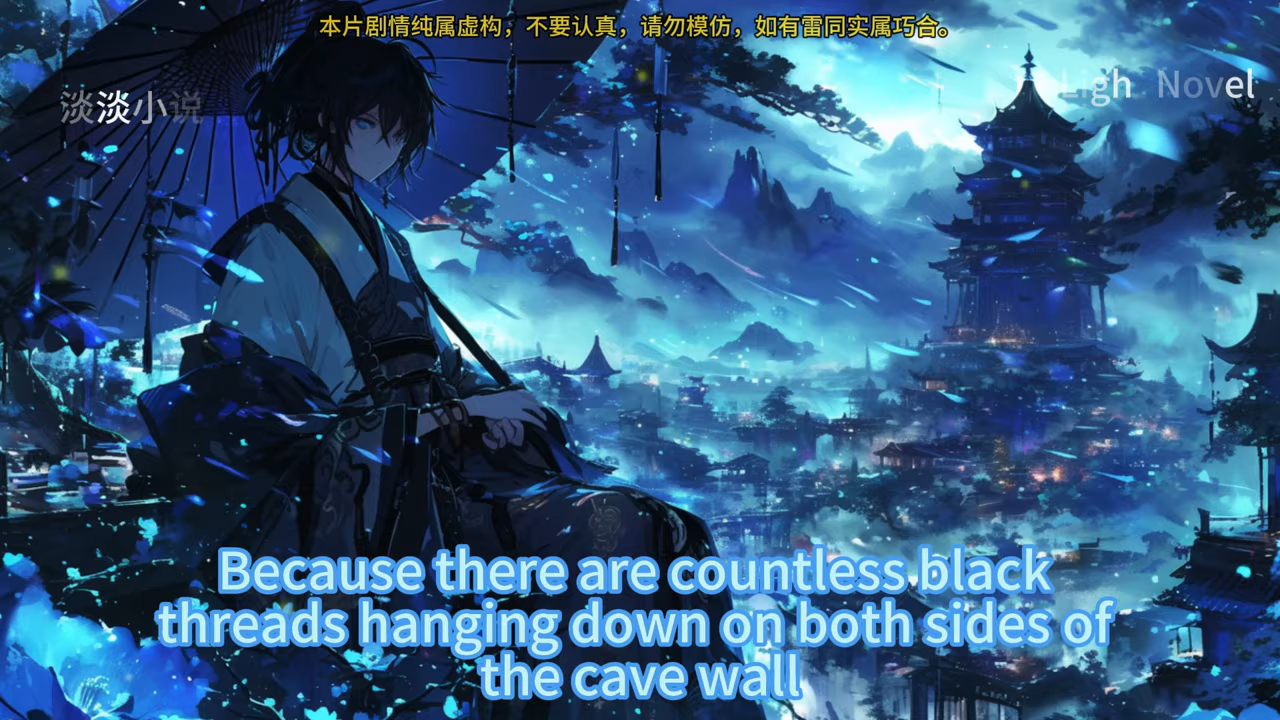 本片剧情纯属虚构，不要认真，请勿模仿，如有雷同实属巧合。
淡淡小说
Ligh Novel
Because there are countless black
threads hanging down on both sides of
the cave wall